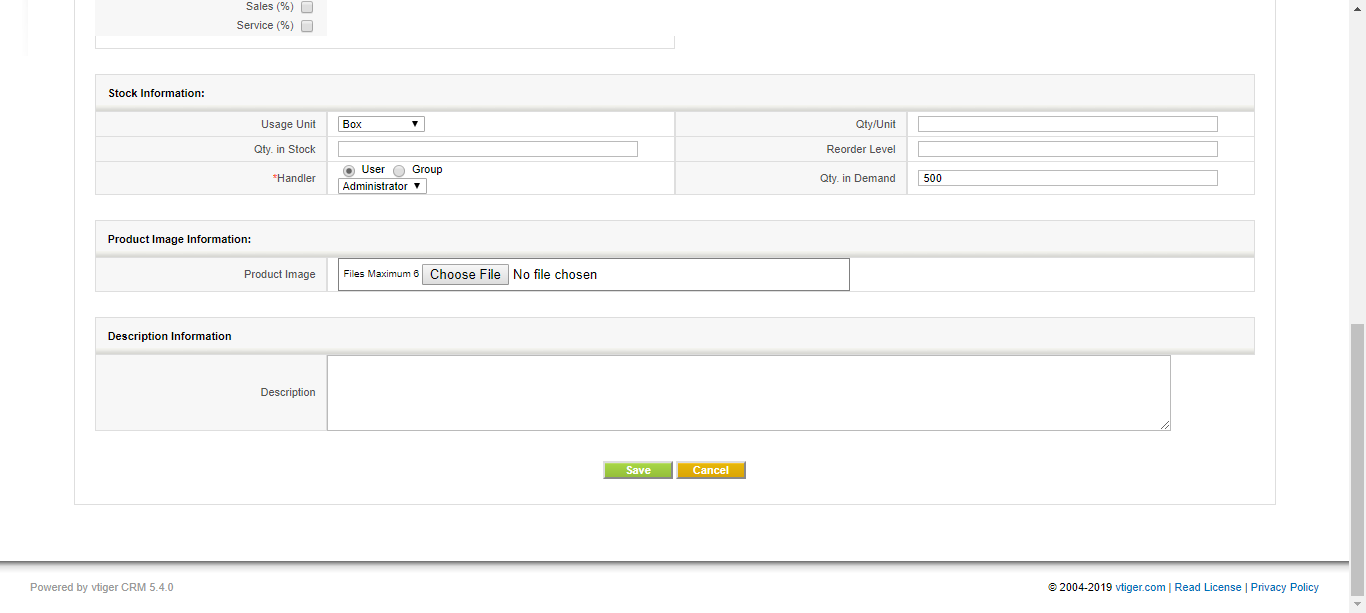 Sales (%)
Service (%)
Stock Information:
Usage Unit Box Qty/Unit
Qty. in Stock Reorder Level
*Handler User Group Administrator Qty. in Demand 500
Product Image Information:
Product Image Files Maximum 6 Choose File No file chosen
Description Information
Description
Save Cancel
Powered by vtiger CRM 5.4.0 © 2004-2019 vtiger.com | Read License | Privacy Policy